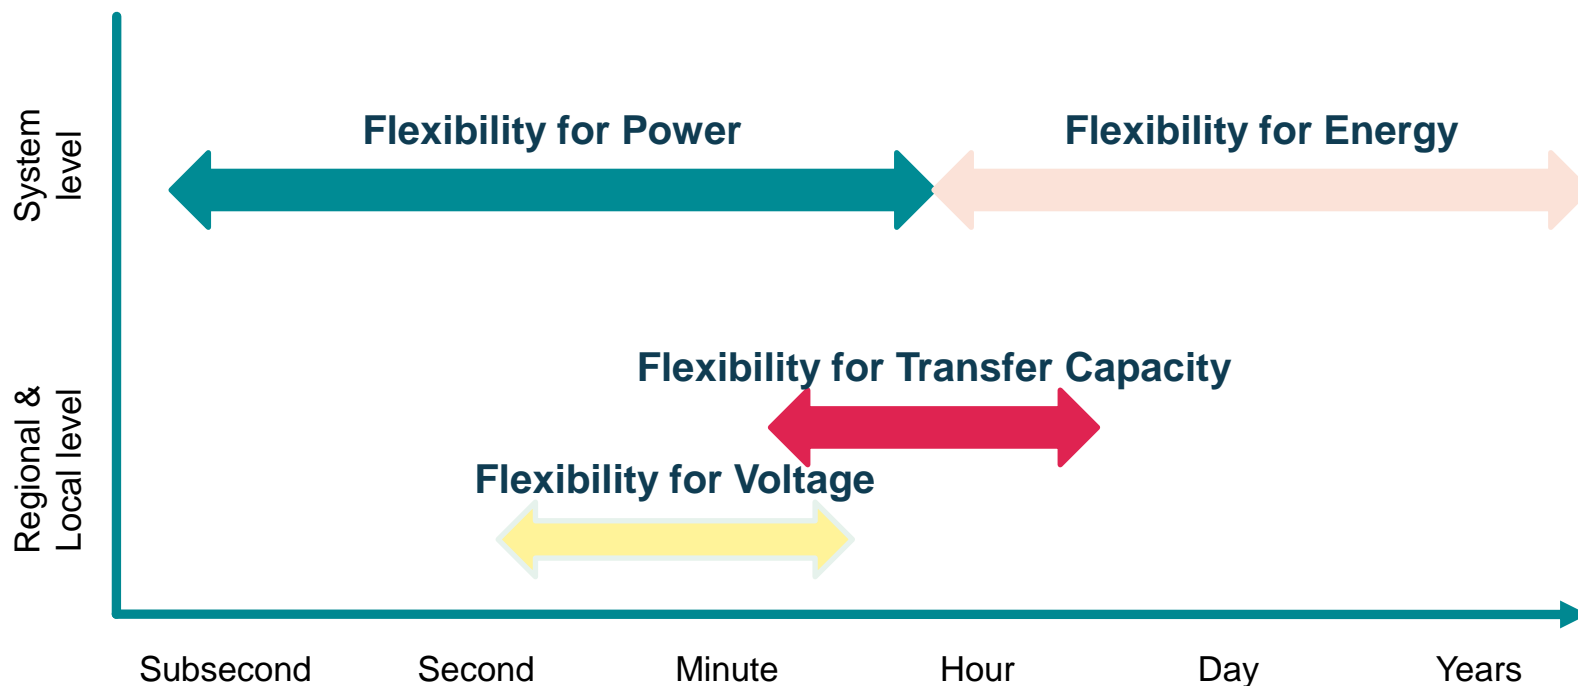 System
level
Flexibility for Power
Flexibility for Energy
Regional &
Local level
Flexibility for Transfer Capacity
Flexibility for Voltage
Subsecond
Second
Minute
Hour
Day
Years